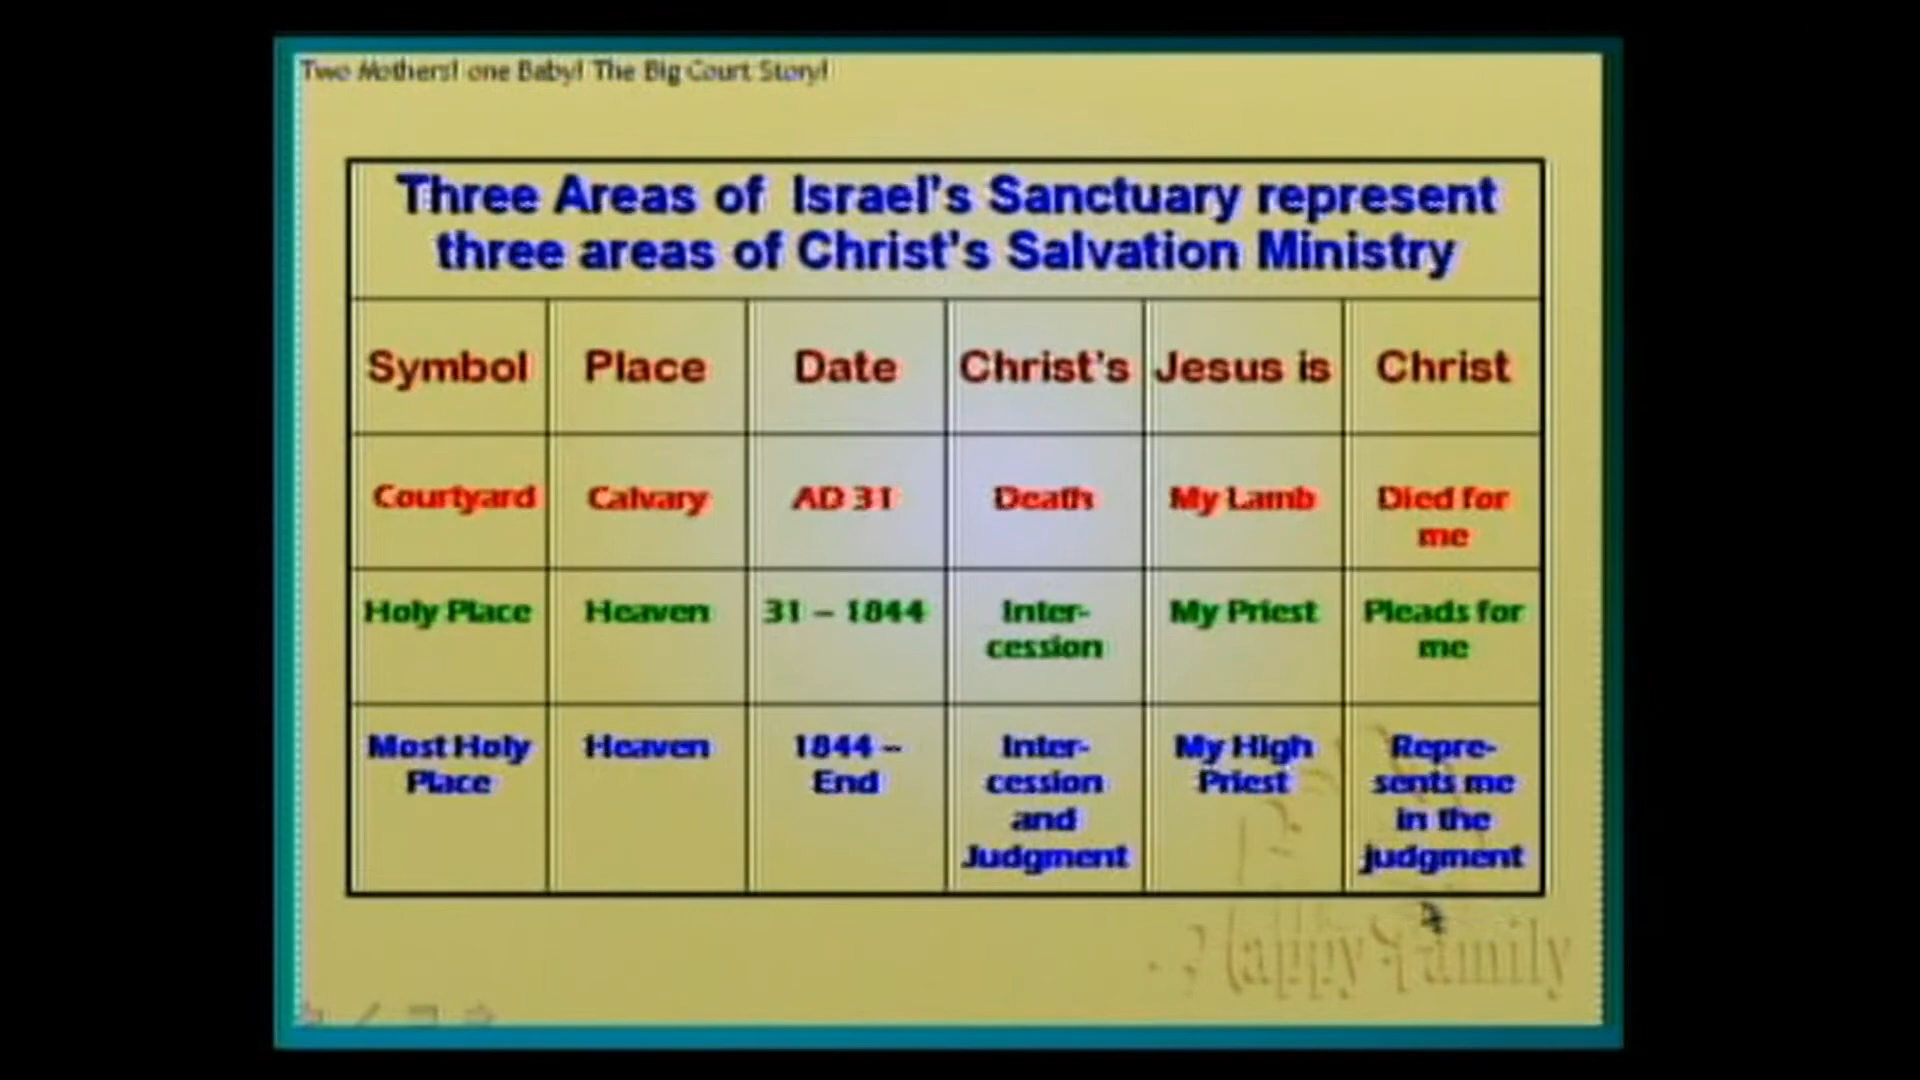 Two Mothers! one Baby! The Big Court Story!
Three Areas of Israel's Sanctuary represent
three areas of Christ's Salvation Ministry
Symbol Place Date Christ's Jesus is Christ
Courtyard Calvary AD 31 Death My Lamb Died for
me
Holy Place Heaven 31 – 1844 Inter- My Priest Pleads for
cession me
Most Holy Heaven 1844 – Inter- My High Repre-
Place End cession Priest sents me
and in the
Judgment judgment
Happy Family